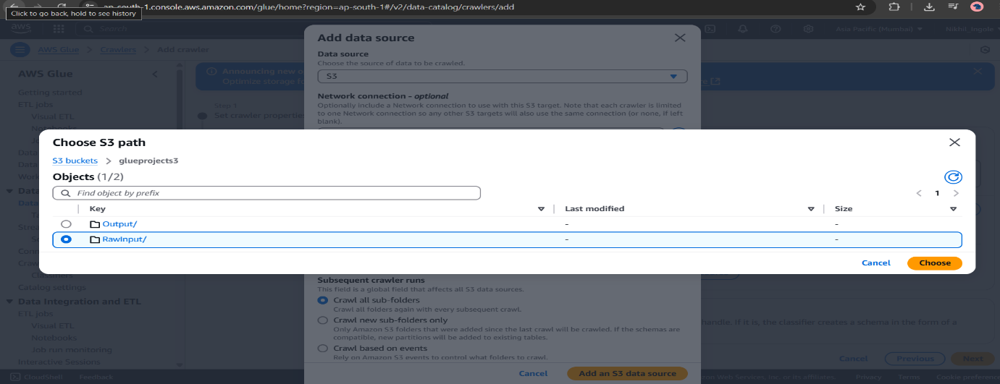 ap-south-1.console.aws.amazon.com/glue/home?region=ap-south-1#/v2/data-catalog/crawlers/add
Click to go back, hold to see history
aws
Search
Asia Pacific (Mumbai)
Nikhil_Ingole
AWS Glue > Crawlers > Add crawler
AWS Glue
Getting started
ETL jobs
Visual ETL
Notebooks
Announcing new o
Optimize storage fo
Step 1
Set crawler propertie
Add data source
Data source
Choose the source of data to be crawled.
S3
Network connection - optional
Optionally include a Network connection to use with this S3 target. Note that each crawler is limited
to one Network connection so any other S3 targets will also use the same connection (or none, if left
blank).
Choose S3 path
S3 buckets > glueprojects3
Objects (1/2)
Find object by prefix
< 1 >
Key Last modified Size
Output/ - -
RawInput/ - -
Cancel Choose
Subsequent crawler runs
This field is a global field that affects all S3 data sources.
Crawl all sub-folders
Crawl all folders again with every subsequent crawl.
Crawl new sub-folders only
Only Amazon S3 folders that were added since the last crawl will be crawled. If the schemas are
compatible, new partitions will be added to existing tables.
Crawl based on events
Rely on Amazon S3 events to control what folders to crawl.
Cancel Add an S3 data source
Classifiers
Catalog settings
Data Integration and ETL
ETL jobs
Visual ETL
Notebooks
Job run monitoring
Interactive Sessions
handle. If it is, the classifier creates a schema in the form of a
Cancel Previous Next
CloudShell Feedback
zon Web Services, Inc. or its affiliates. Privacy Terms Cookie preference